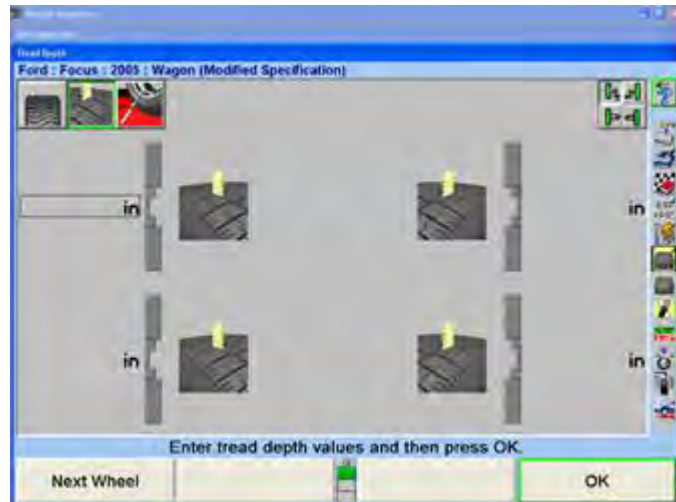 Tread Depth
Ford : Focus : 2005 : Wagon (Modified Specification)
in
in
in
in
Enter tread depth values and then press OK.
Next Wheel
OK